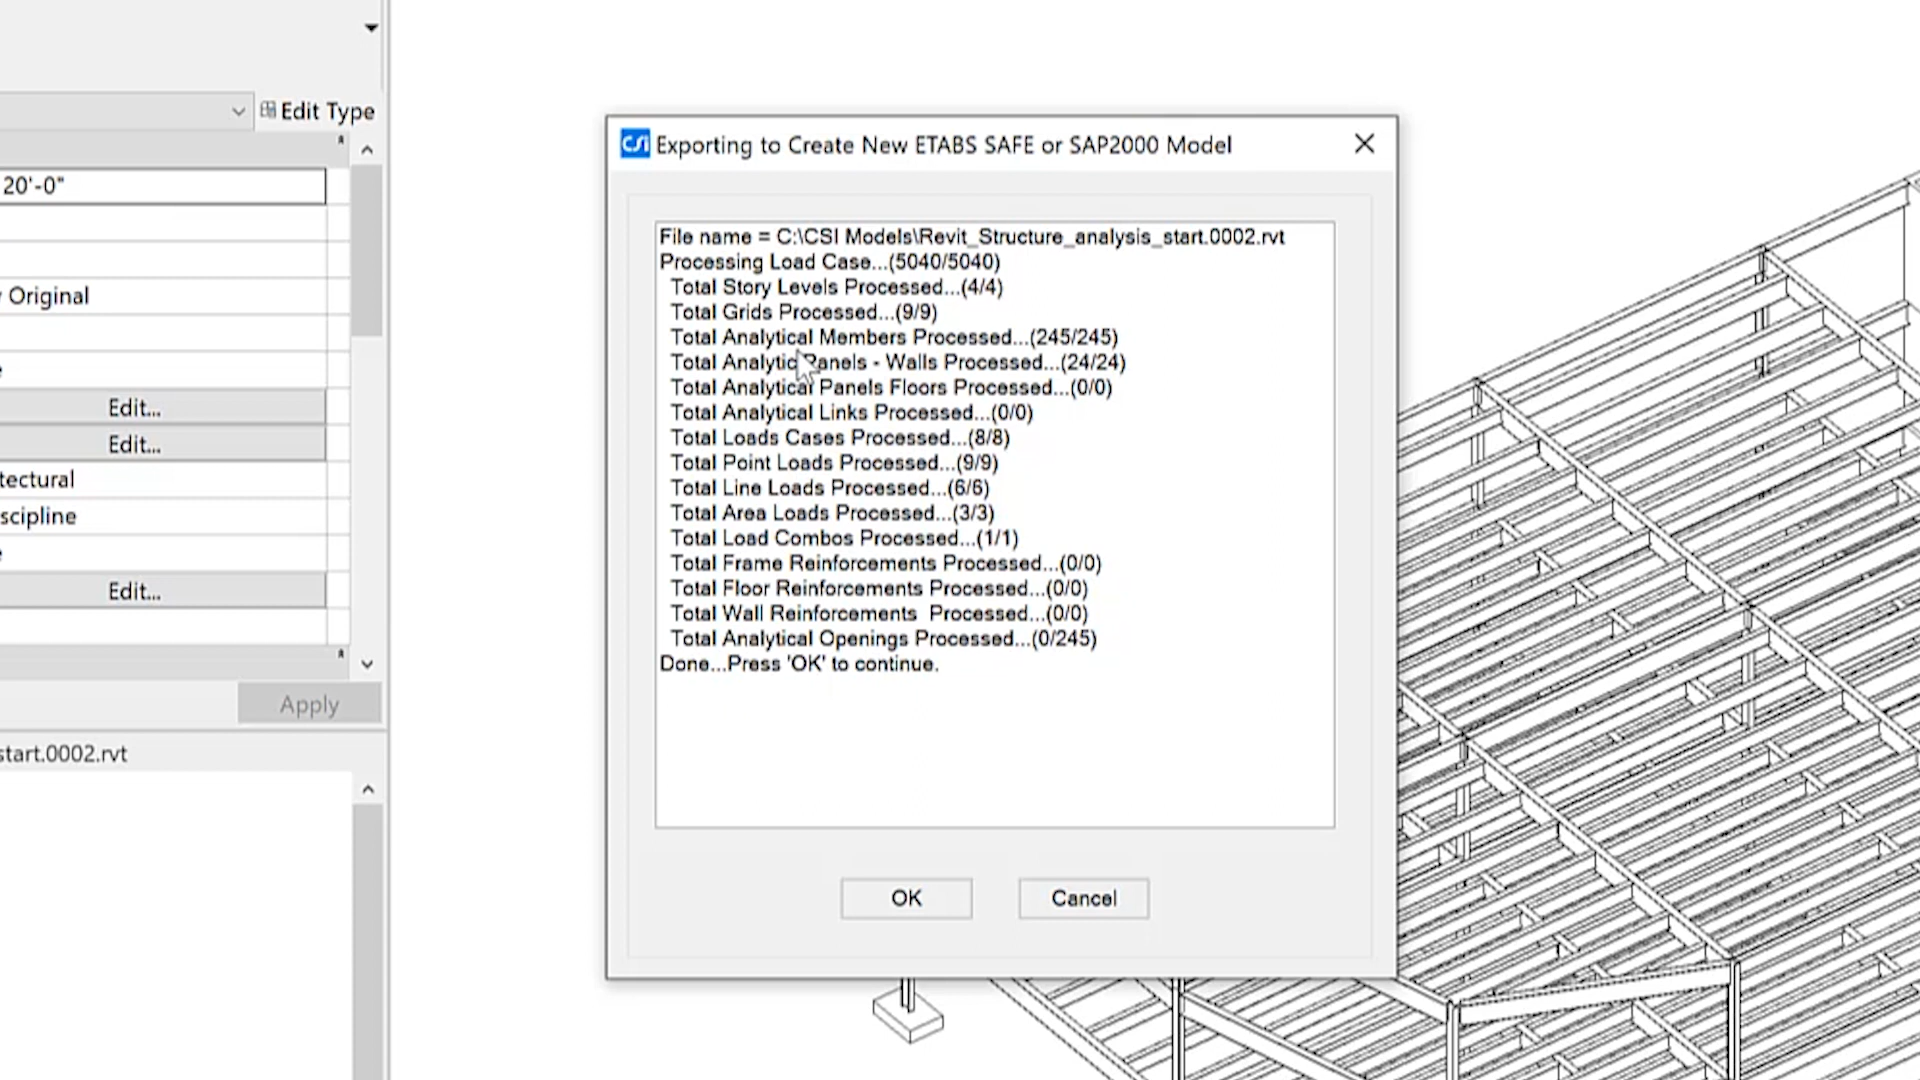 Edit Type
20'-0"
Original
Edit...
Edit...
tectural
scipline
Edit...
Apply
start.0002.rvt
CSi Exporting to Create New ETABS SAFE or SAP2000 Model
File name = C:\CSI Models\Revit_Structure_analysis_start.0002.rvt
Processing Load Case...(5040/5040)
Total Story Levels Processed...(4/4)
Total Grids Processed...(9/9)
Total Analytical Members Processed...(245/245)
Total Analytic Panels - Walls Processed...(24/24)
Total Analytical Panels Floors Processed...(0/0)
Total Analytical Links Processed...(0/0)
Total Loads Cases Processed...(8/8)
Total Point Loads Processed...(9/9)
Total Line Loads Processed...(6/6)
Total Area Loads Processed...(3/3)
Total Load Combos Processed...(1/1)
Total Frame Reinforcements Processed...(0/0)
Total Floor Reinforcements Processed...(0/0)
Total Wall Reinforcements  Processed...(0/0)
Total Analytical Openings Processed...(0/245)
Done...Press 'OK' to continue.
OK
Cancel